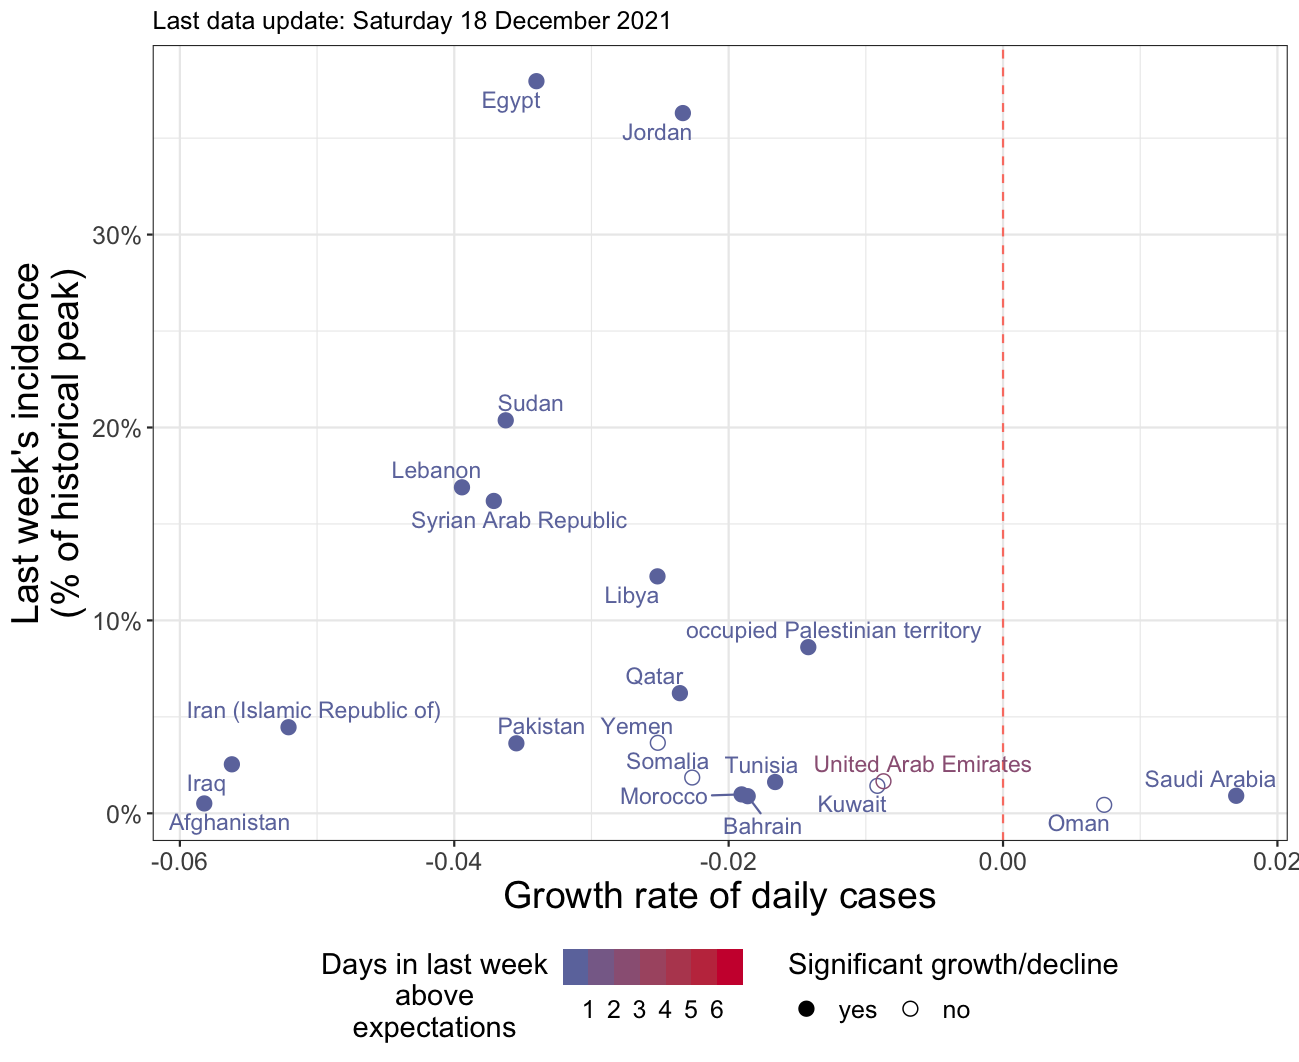 Last data update: Saturday 18 December 2021
Last week's incidence
(% of historical peak)
30%
20%
10%
0%
Egypt
Jordan
Sudan
Lebanon
Syrian Arab Republic
Libya
occupied Palestinian territory
Qatar
Iran (Islamic Republic of)
Pakistan
Yemen
Somalia
Tunisia
United Arab Emirates
Iraq
Morocco
Kuwait
Saudi Arabia
Afghanistan
Bahrain
Oman
-0.06
-0.04
-0.02
0.00
0.02
Growth rate of daily cases
Days in last week
above
expectations
1 2 3 4 5 6
Significant growth/decline
yes
no